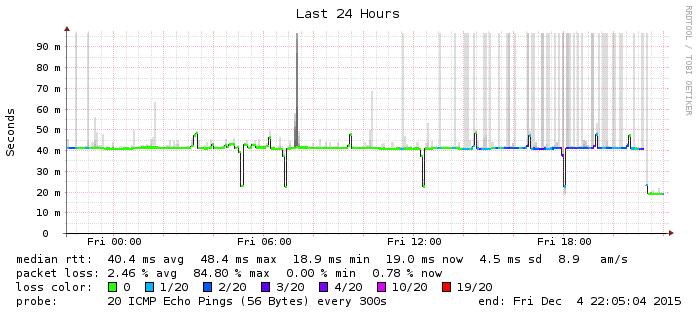 Last 24 Hours
RRDTOOL / TOBI OETIKER
Seconds
90 m
80 m
70 m
60 m
50 m
40 m
30 m
20 m
10 m
0
Fri 00:00 Fri 06:00 Fri 12:00 Fri 18:00
median rtt: 40.4 ms avg 48.4 ms max 18.9 ms min 19.0 ms now 4.5 ms sd 8.9 am/s
packet loss: 2.46 % avg 84.80 % max 0.00 % min 0.78 % now
loss color: 0 1/20 2/20 3/20 4/20 10/20 19/20
probe: 20 ICMP Echo Pings (56 Bytes) every 300s end: Fri Dec 4 22:05:04 2015